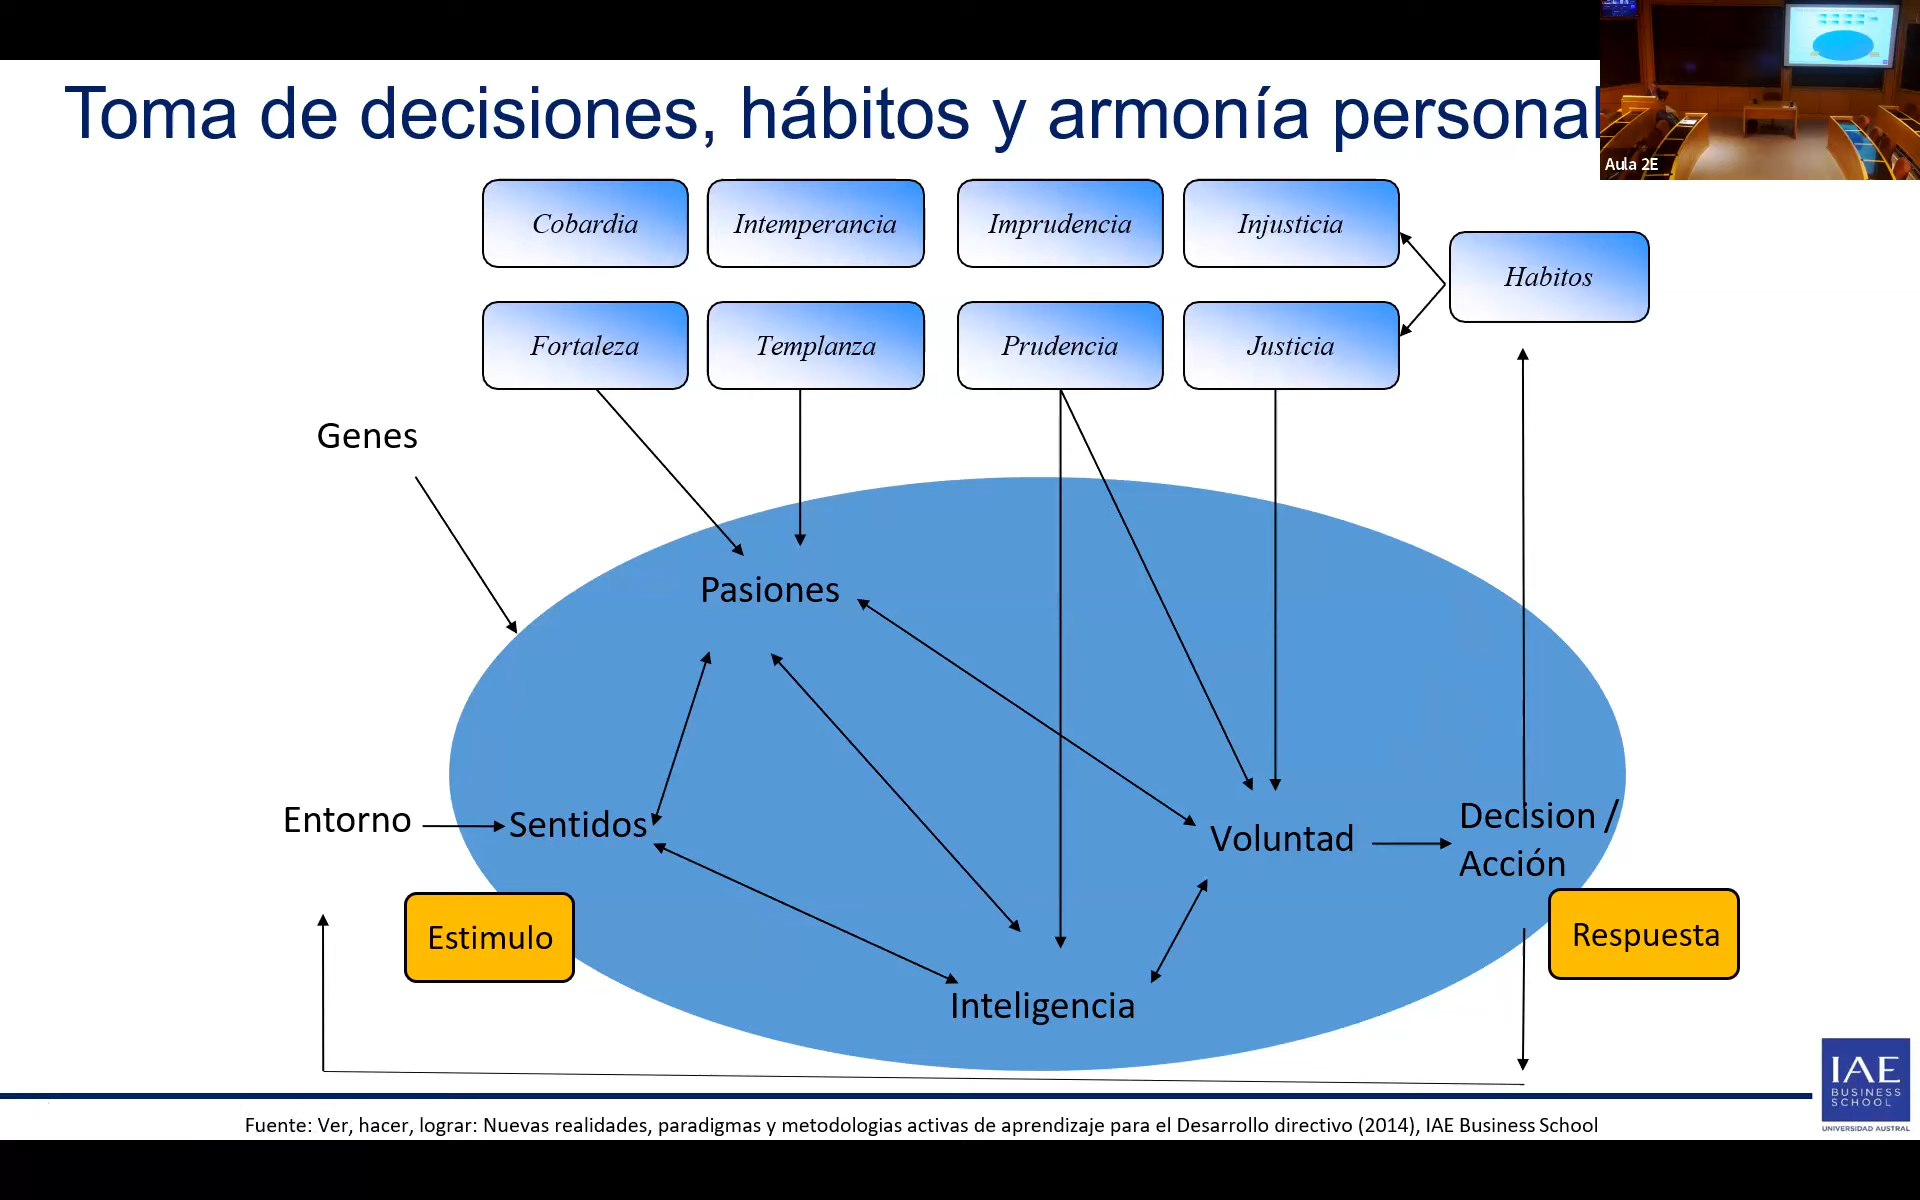 Toma de decisiones, hábitos y armonía personal
Aula 2E
Cobardia
Intemperancia
Imprudencia
Injusticia
Habitos
Fortaleza
Templanza
Prudencia
Justicia
Genes
Pasiones
Entorno
Sentidos
Voluntad
Decision /
Acción
Estimulo
Respuesta
Inteligencia
IAE
BUSINESS
SCHOOL
UNIVERSIDAD AUSTRAL
Fuente: Ver, hacer, lograr: Nuevas realidades, paradigmas y metodologias activas de aprendizaje para el Desarrollo directivo (2014), IAE Business School